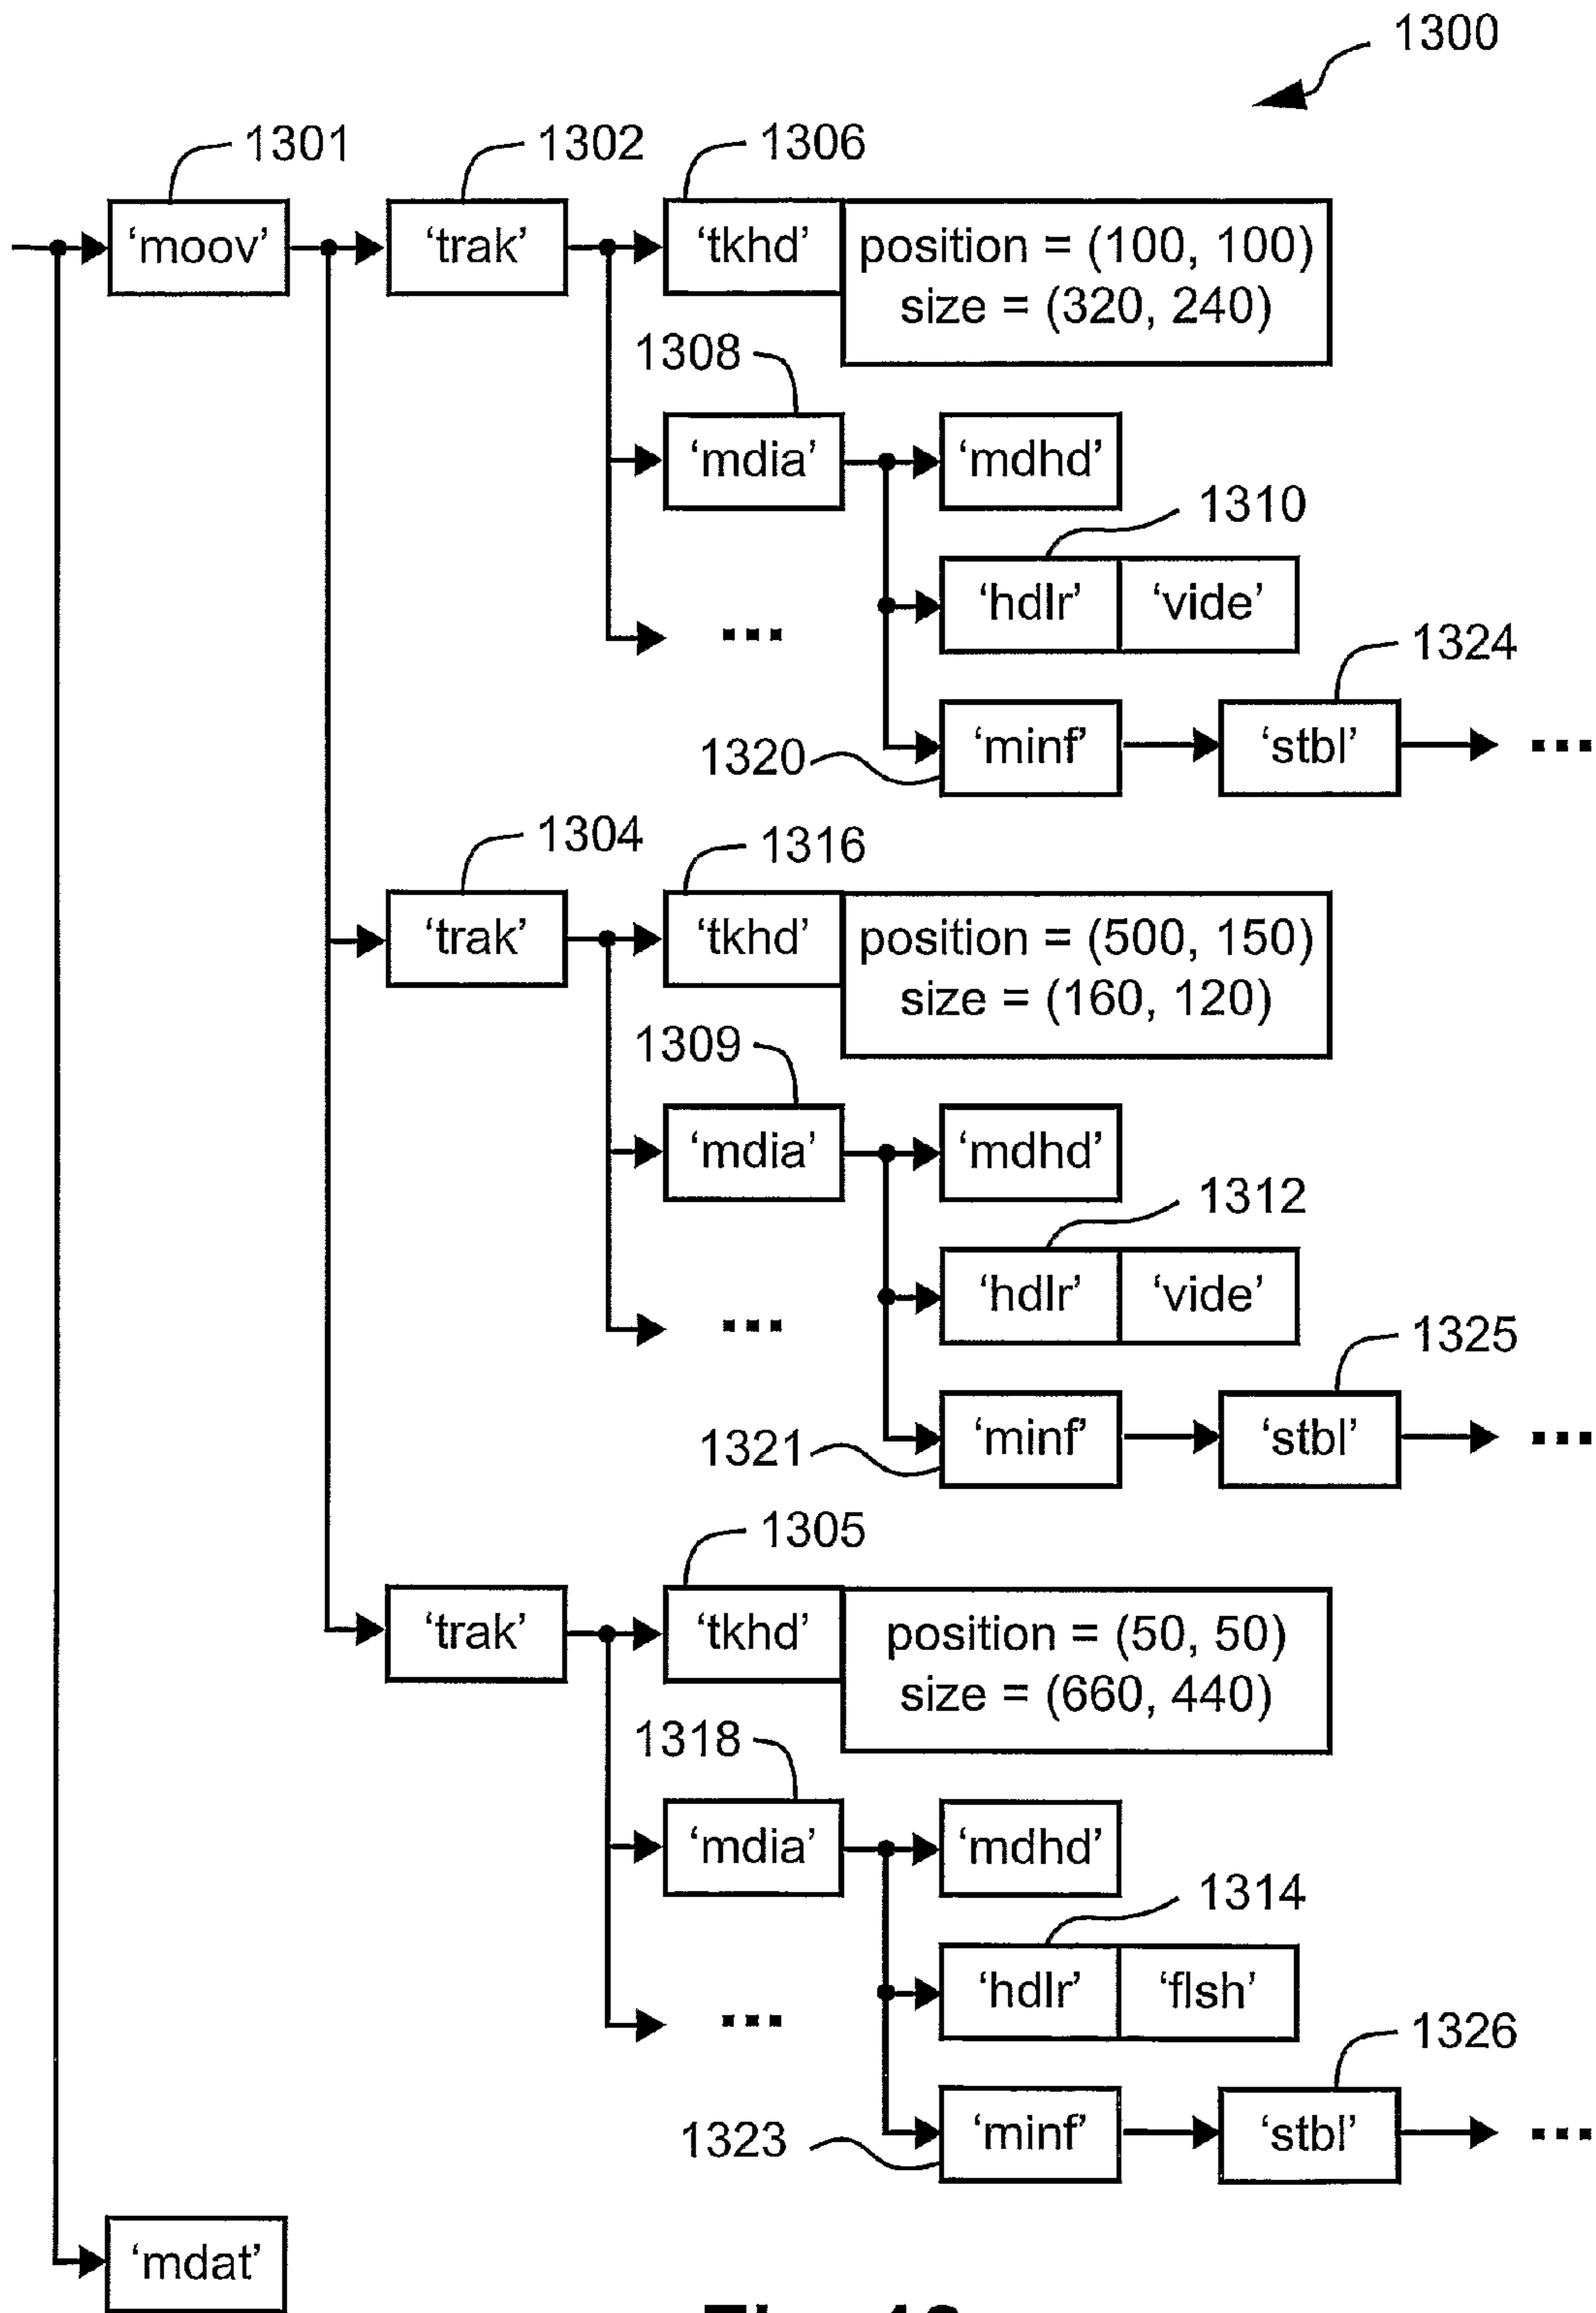 1300
1301
1302
1306
‘moov’
‘trak’
‘tkhd’
position = (100, 100)
size = (320, 240)
1308
‘mdia’
‘mdhd’
1310
‘hdlr’
‘vide’
...
1324
1320
‘minf’
‘stbl’
...
1304
1316
‘trak’
‘tkhd’
position = (500, 150)
size = (160, 120)
1309
‘mdia’
‘mdhd’
1312
‘hdlr’
‘vide’
...
1325
1321
‘minf’
‘stbl’
...
1305
‘trak’
‘tkhd’
position = (50, 50)
size = (660, 440)
1318
‘mdia’
‘mdhd’
1314
‘hdlr’
‘flsh’
...
1326
1323
‘minf’
‘stbl’
...
‘mdat’